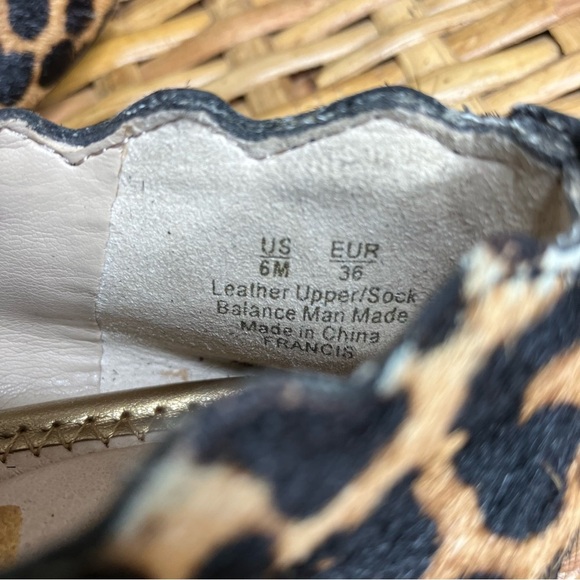 US EUR
6M 36
Leather Upper/Sock
Balance Man Made
Made in China
FRANCIS